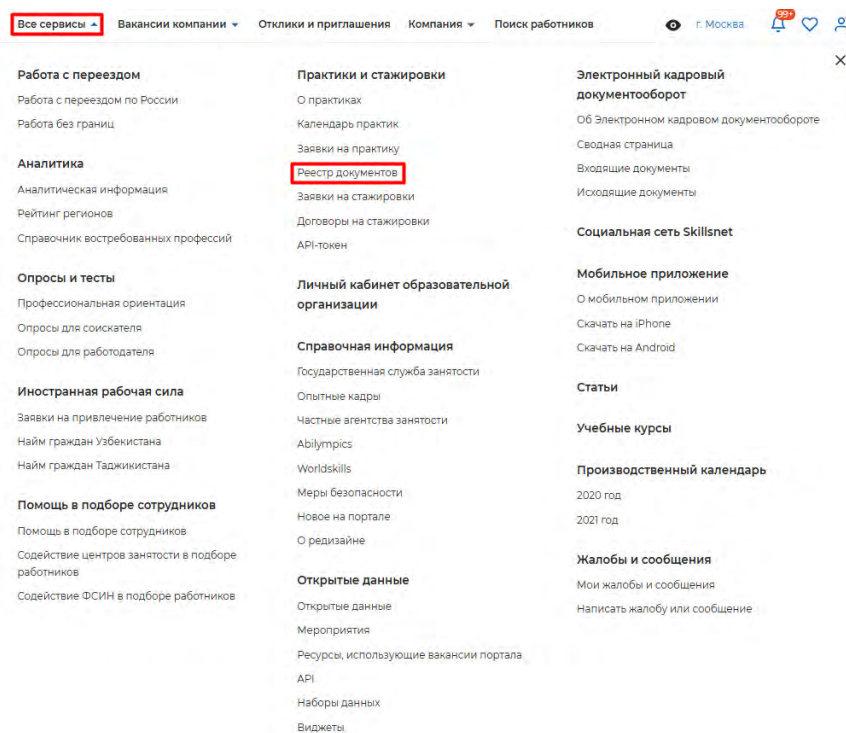 Все сервисы Вакансии компании Отклики и приглашения Компания Поиск работников г. Москва 99+
Работа с переездом
Работа с переездом по России
Работа без границ
Аналитика
Аналитическая информация
Рейтинг регионов
Справочник востребованных профессий
Опросы и тесты
Профессиональная ориентация
Опросы для соискателя
Опросы для работодателя
Иностранная рабочая сила
Заявки на привлечение работников
Найм граждан Узбекистана
Найм граждан Таджикистана
Помощь в подборе сотрудников
Помощь в подборе сотрудников
Содействие центров занятости в подборе
работников
Содействие ФСИН в подборе работников
Практики и стажировки
О практиках
Календарь практик
Заявки на практику
Реестр документов
Заявки на стажировки
Договоры на стажировки
API-токен
Личный кабинет образовательной
организации
Справочная информация
Государственная служба занятости
Опытные кадры
Частные агентства занятости
Abilympics
Worldskills
Меры безопасности
Новое на портале
О редизайне
Открытые данные
Открытые данные
Мероприятия
Ресурсы, использующие вакансии портала
API
Наборы данных
Виджеты
Электронный кадровый
документооборот
Об Электронном кадровом документообороте
Сводная страница
Входящие документы
Исходящие документы
Социальная сеть Skillsnet
Мобильное приложение
О мобильном приложении
Скачать на iPhone
Скачать на Android
Статьи
Учебные курсы
Производственный календарь
2020 год
2021 год
Жалобы и сообщения
Мои жалобы и сообщения
Написать жалобу или сообщение